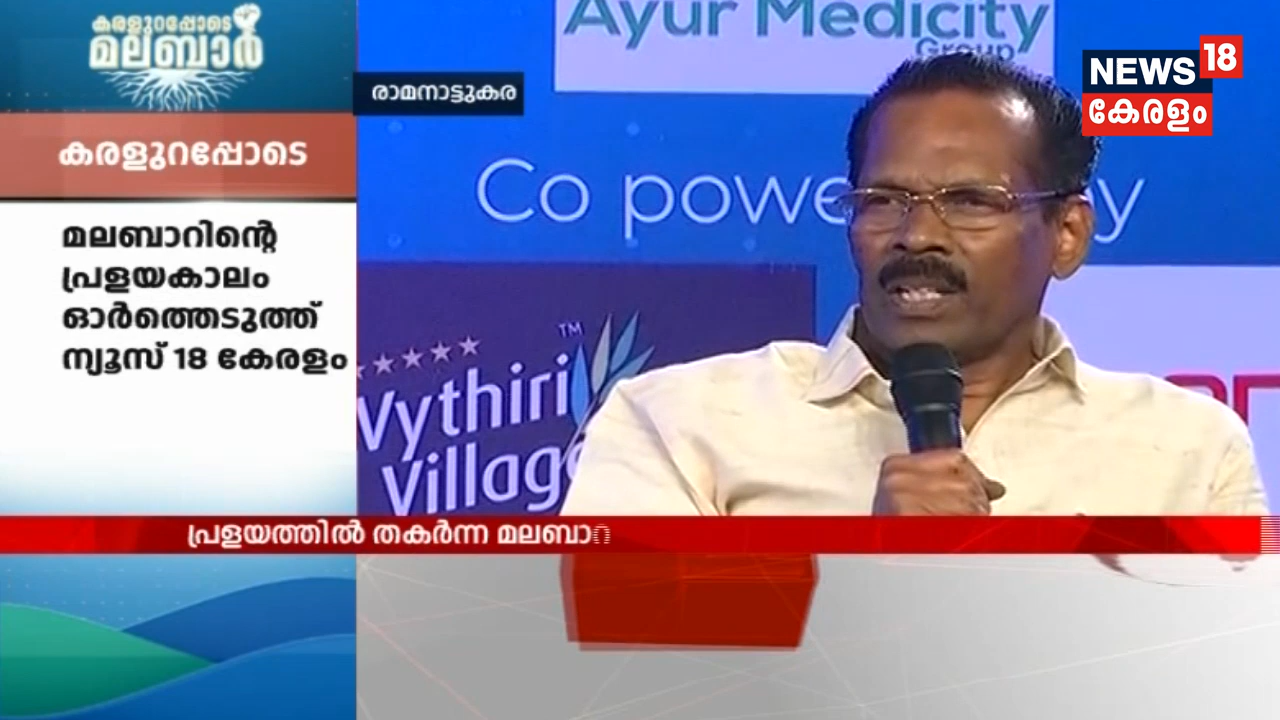 കരളുറപ്പോടെ
മലബാർ
കരളുറപ്പോടെ
മലബാറിന്റെ
പ്രളയകാലം
ഓർത്തെടുത്ത്
ന്യൂസ് 18 കേരളം
രാമനാട്ടുകര
Ayur Medicity
Group
NEWS 18
കേരളം
Co powe
y
Vythiri
TM
Village
പ്രളയത്തിൽ തകർന്ന മലബാ